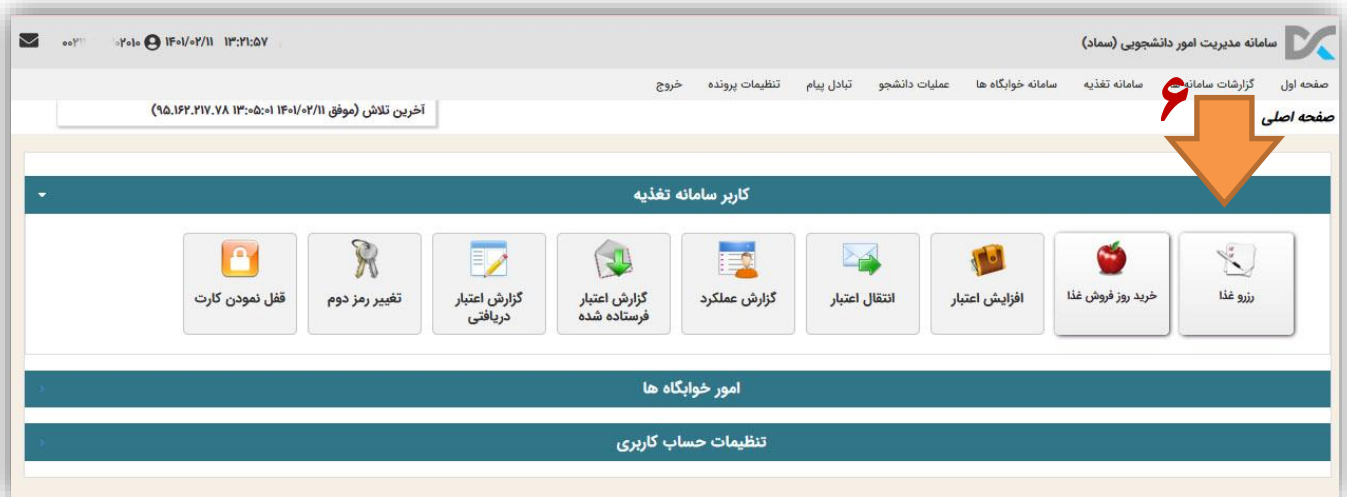 سامانه مدیریت امور دانشجویی (سماد)
۱۴۰۱/۰۲/۱۱ ۱۳:۲۱:۵۷
صفحه اول گزارشات سامانه سامانه تغذیه سامانه خوابگاه ها عملیات دانشجو تبادل پیام تنظیمات پرونده خروج
۶
صفحه اصلی
آخرین تلاش (موفق ۱۴۰۱/۰۲/۱۱ ۱۳:۰۵:۰۱ ۹۵.۱۶۲.۲۱۷.۷۸)
کاربر سامانه تغذیه
رزرو غذا
خرید روز فروش غذا
افزایش اعتبار
انتقال اعتبار
گزارش عملکرد
گزارش اعتبار
فرستاده شده
گزارش اعتبار
دریافتی
تغییر رمز دوم
قفل نمودن کارت
امور خوابگاه ها
تنظیمات حساب کاربری